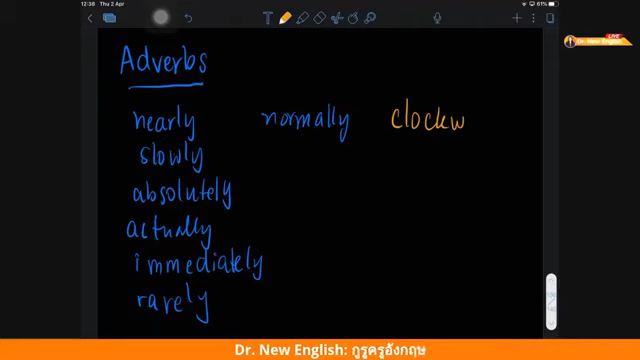 12:38 Thu 2 Apr
61%
LIVE
Dr. New English
Adverbs
nearly normally clockw
slowly
absolutely
actually
immediately
rarely
Dr. New English: กูรูครูอังกฤษ